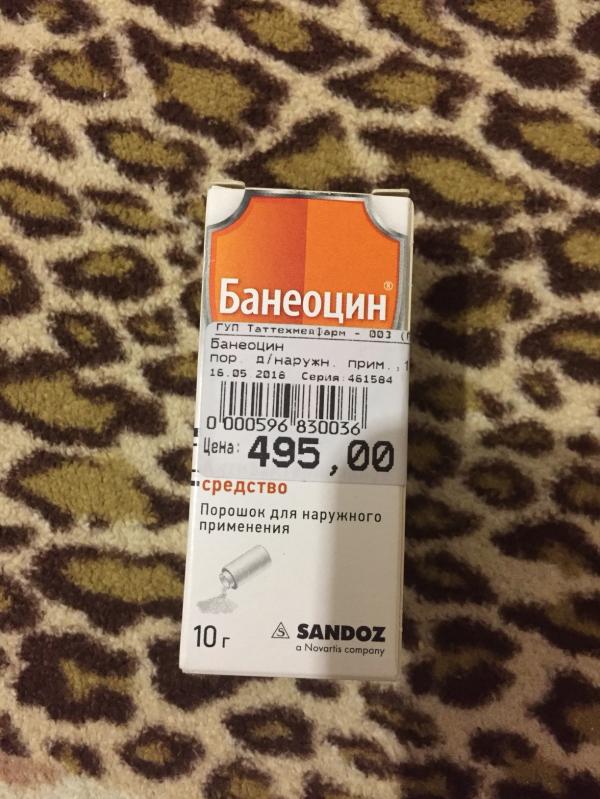 Банеоцин®
ГУП Таттехмедфарм - 003 (
Банеоцин
пор. д/наружн. прим.,1
16.05 2018 Серия:461584
0 000596 830036
Цена: 495,00
средство
Порошок для наружного
применения
10 г
S SANDOZ
a Novartis company